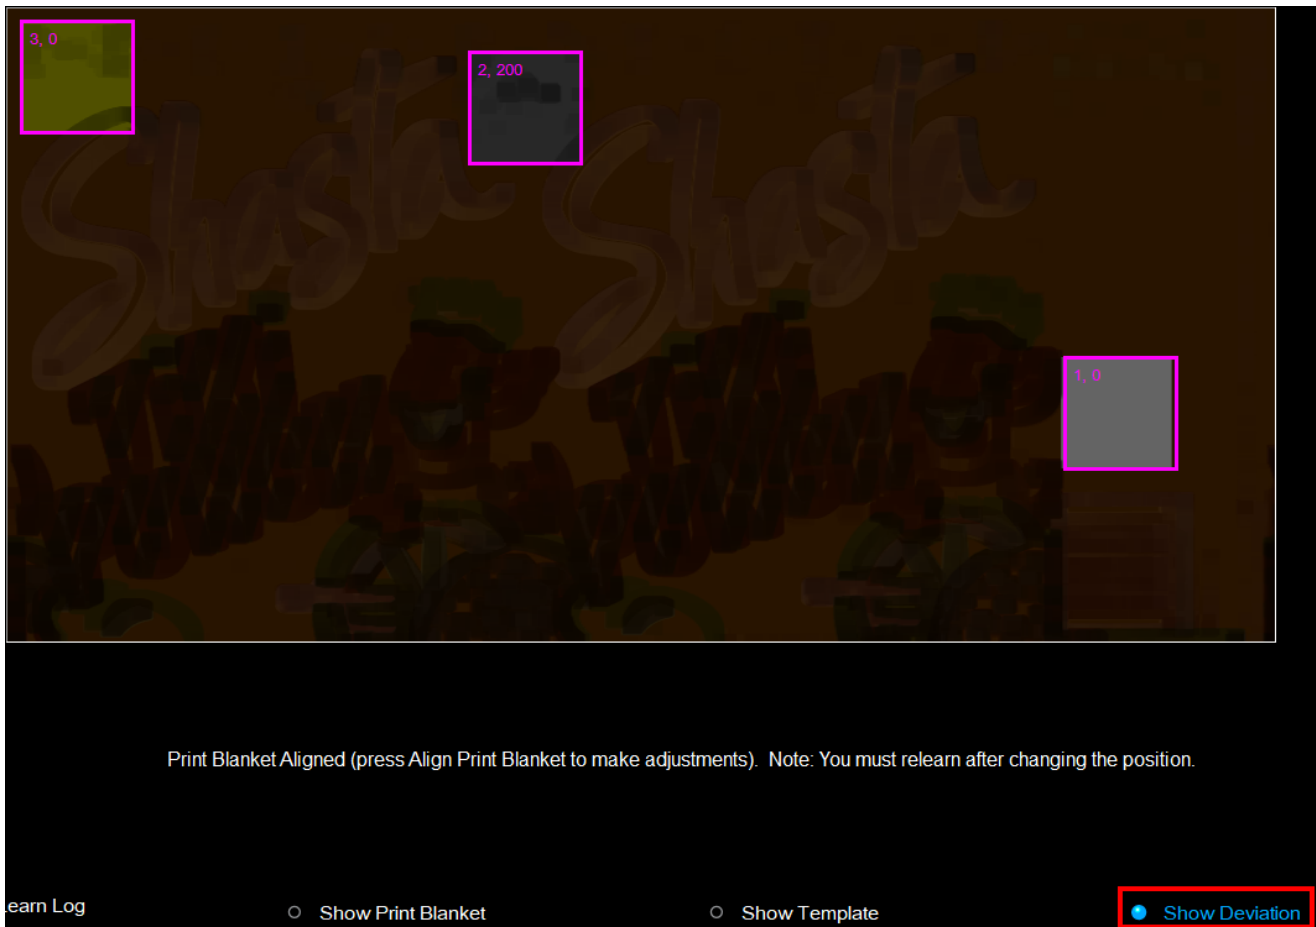 3, 0
2, 200
Shasta Shasta
1, 0
Print Blanket Aligned (press Align Print Blanket to make adjustments). Note: You must relearn after changing the position.
earn Log
Show Print Blanket
Show Template
Show Deviation